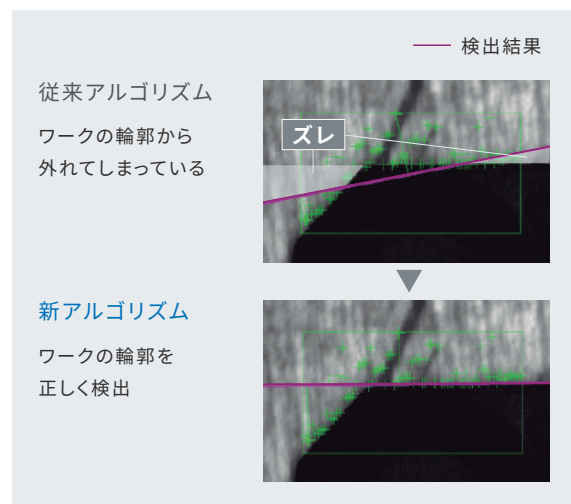 検出結果
従来アルゴリズム
ワークの輪郭から
外れてしまっている
ズレ
新アルゴリズム
ワークの輪郭を
正しく検出